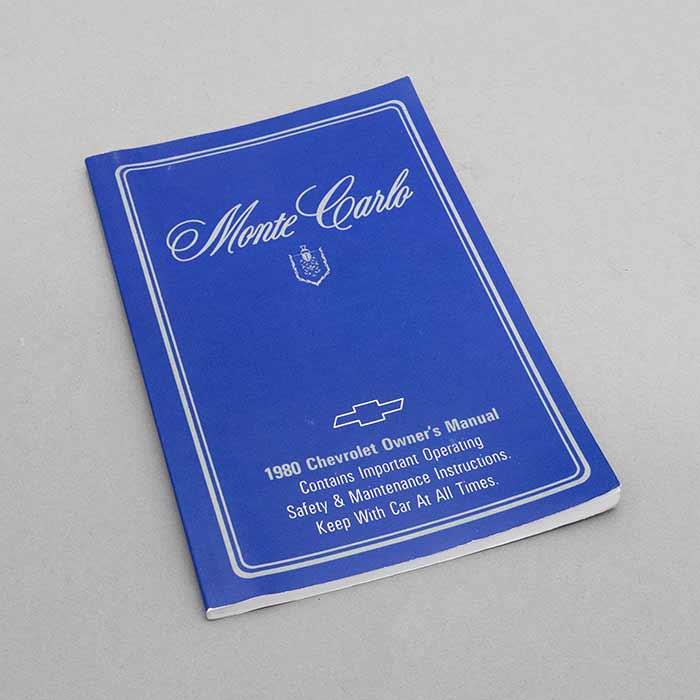 Monte Carlo
1980 Chevrolet Owner's Manual
Contains Important Operating
Safety & Maintenance Instructions.
Keep With Car At All Times.